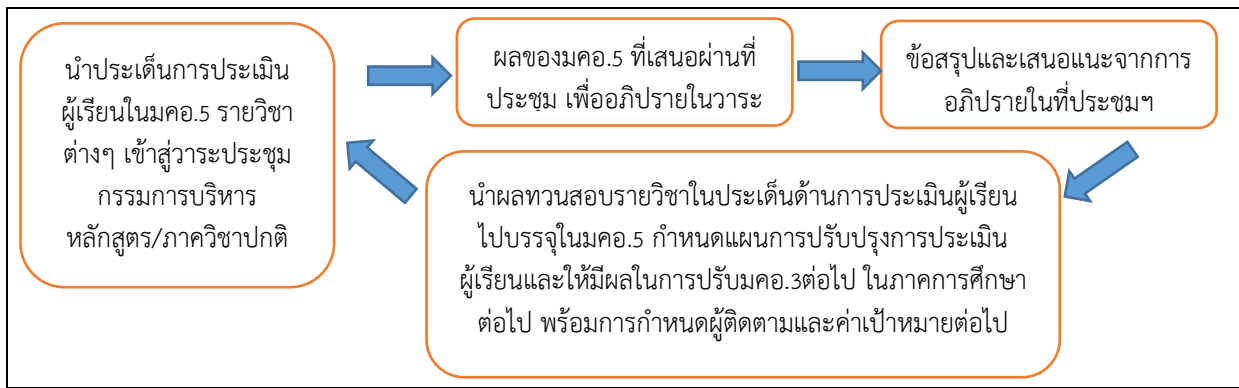 นำประเด็นการประเมิน
ผู้เรียนในมคอ.5 รายวิชา
ต่างๆ เข้าสู่วาระประชุม
กรรมการบริหาร
หลักสูตร/ภาควิชาปกติ
ผลของมคอ.5 ที่เสนอผ่านที่
ประชุม เพื่ออภิปรายในวาระ
ข้อสรุปและเสนอแนะจากการ
อภิปรายในที่ประชุมฯ
นำผลทวนสอบรายวิชาในประเด็นด้านการประเมินผู้เรียน
ไปบรรจุในมคอ.5 กำหนดแผนการปรับปรุงการประเมิน
ผู้เรียนและให้มีผลในการปรับมคอ.3ต่อไป ในภาคการศึกษา
ต่อไป พร้อมการกำหนดผู้ติดตามและค่าเป้าหมายต่อไป